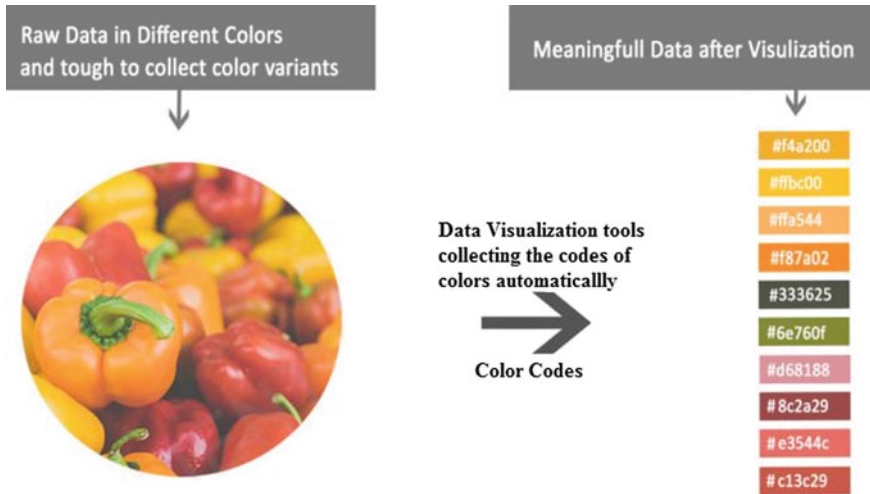 Raw Data in Different Colors
and tough to collect color variants
Meaningfull Data after Visulization
Data Visualization tools
collecting the codes of
colors automaticallly
Color Codes
#f4a200
#ffbc00
#ffa544
#f87a02
#333625
#6e760f
#d68188
#8c2a29
#e3544c
#c13c29